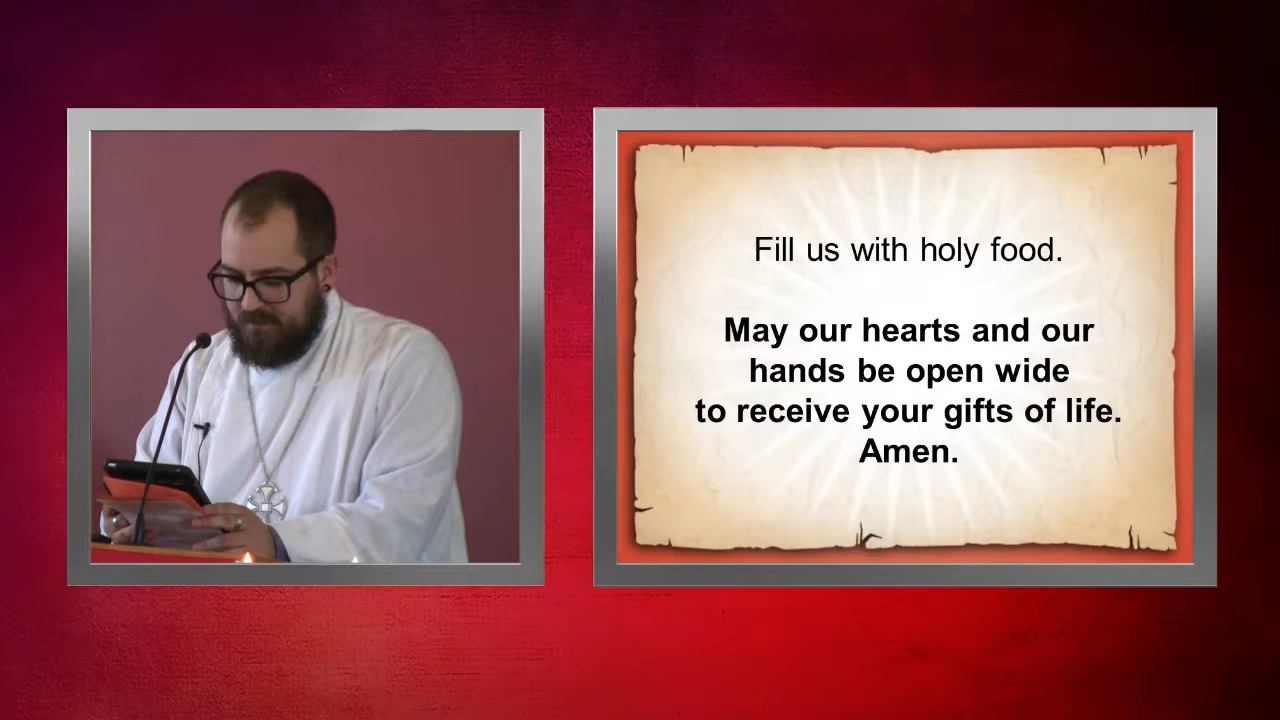 Fill us with holy food.
May our hearts and our
hands be open wide
to receive your gifts of life.
Amen.